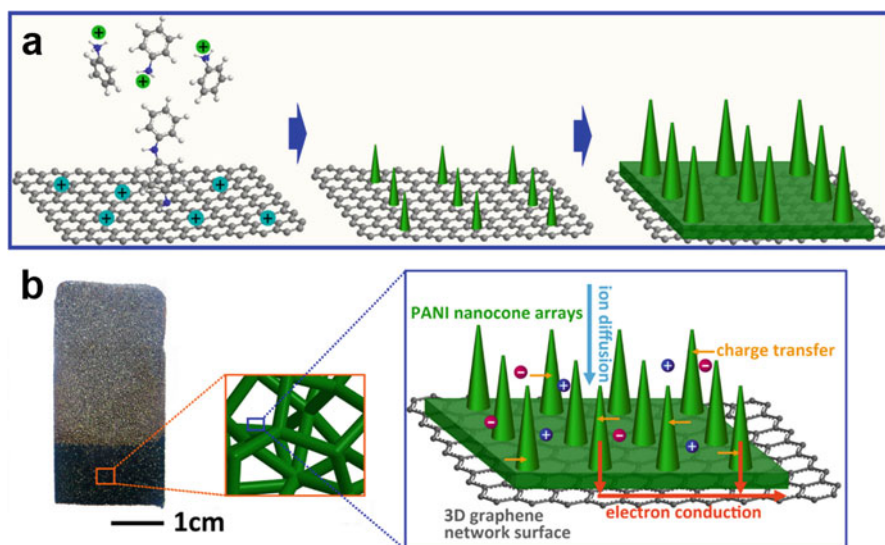 a
b
PANI nanocone arrays
ion diffusion
charge transfer
3D graphene
network surface
electron conduction
1cm